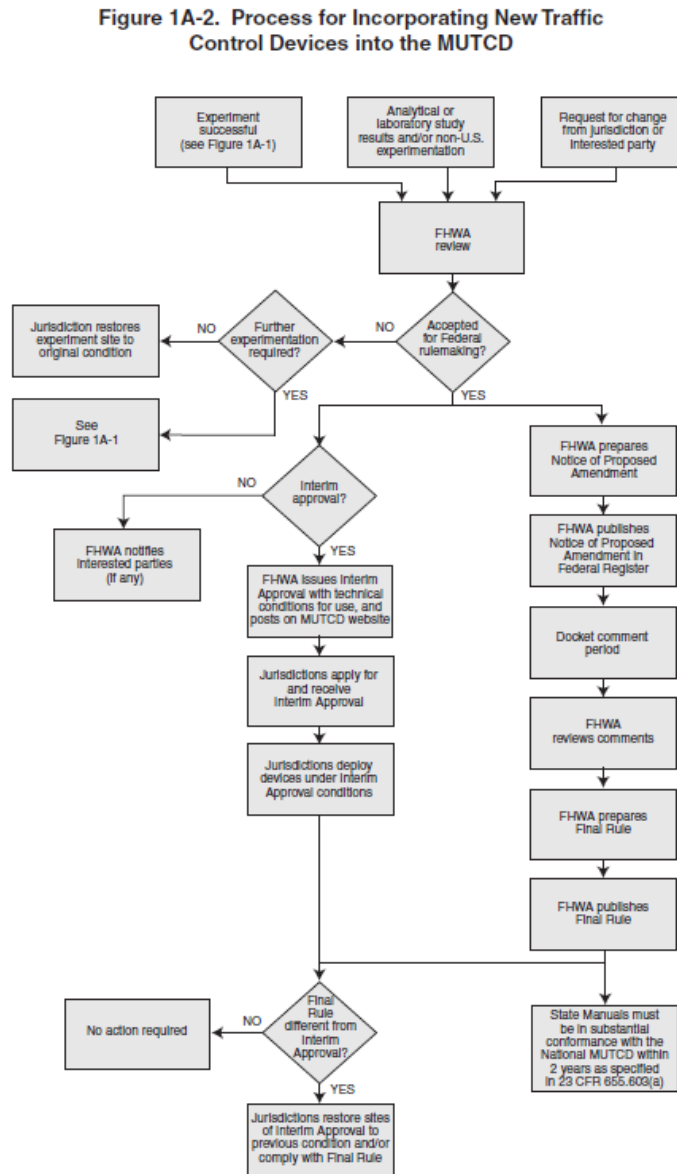 Figure 1A-2. Process for Incorporating New Traffic
Control Devices into the MUTCD
Experiment
successful
(see Figure 1A-1)
Analytical or
laboratory study
results and/or non-U.S.
experimentation
Request for change
from jurisdiction or
interested party
FHWA
review
Jurisdiction restores
experiment site to
original condition
NO
Further
experimentation
required?
NO
Accepted
for Federal
rulemaking?
YES
YES
See
Figure 1A-1
FHWA prepares
Notice of Proposed
Amendment
NO
Interim
approval?
YES
FHWA notifies
interested parties
(if any)
FHWA publishes
Notice of Proposed
Amendment in
Federal Register
FHWA issues Interim
Approval with technical
conditions for use, and
posts on MUTCD website
Docket comment
period
Jurisdictions apply for
and receive
Interim Approval
FHWA
reviews comments
Jurisdictions deploy
devices under Interim
Approval conditions
FHWA prepares
Final Rule
FHWA publishes
Final Rule
No action required
NO
Final
Rule
different from
Interim
Approval?
YES
State Manuals must
be in substantial
conformance with the
National MUTCD within
2 years as specified
in 23 CFR 655.603(a)
Jurisdictions restore sites
of Interim Approval to
previous condition and/or
comply with Final Rule